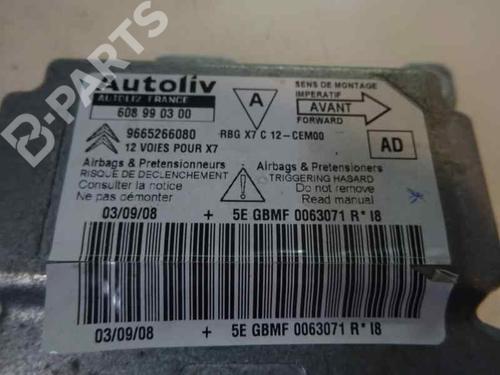 Autoliv
AUTOLIV FRANCE
608 99 03 00
9665266080
12 VOIES POUR X7
A
RBG X7 C 12-CEM00
SENS DE MONTAGE
IMPERATIF
AVANT
FORWARD
AD
Airbags & Pretensionneurs
RISQUE DE DECLENCHEMENT
Consulter la notice
Ne pas démonter
Airbags & Pretensioners
TRIGGERING HASARD
Do not remove
Read manual
03/09/08 + 5E GBMF 0063071 R* I8
03/09/08 + 5E GBMF 0063071 R* I8
B-PARTS